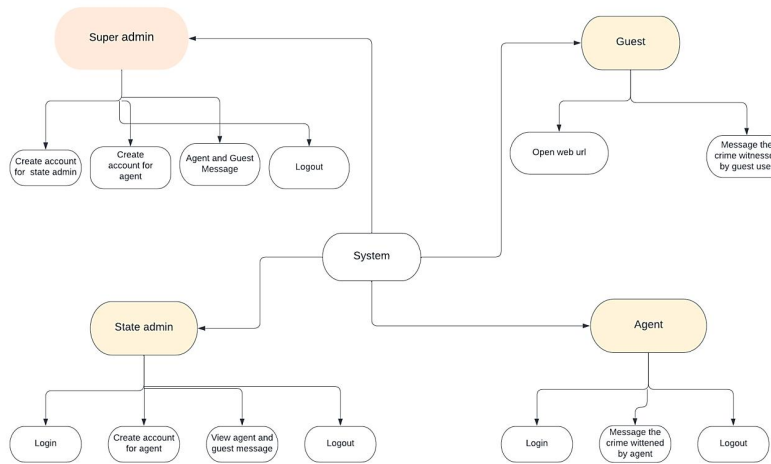 Super admin
Guest
Create account
for state admin
Create
account for
agent
Agent and Guest
Message
Logout
Open web url
Message the
crime witnesse
by guest use
System
State admin
Agent
Login
Create account
for agent
View agent and
guest message
Logout
Login
Message the
crime wittened
by agent
Logout